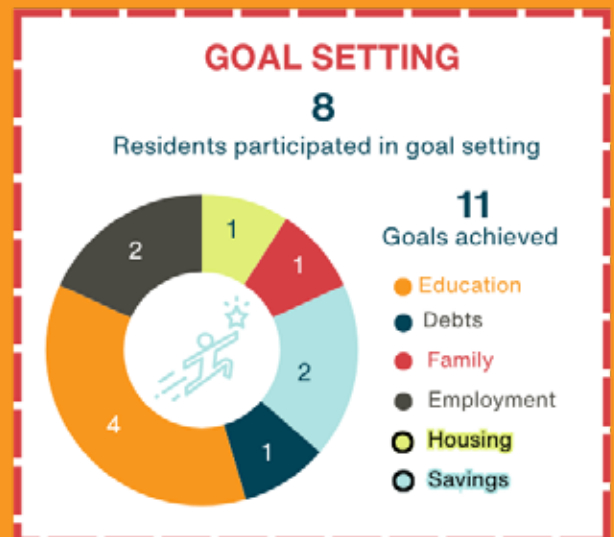 GOAL SETTING
8
Residents participated in goal setting
11
Goals achieved
2
1
1
2
1
4
Education
Debts
Family
Employment
Housing
Savings